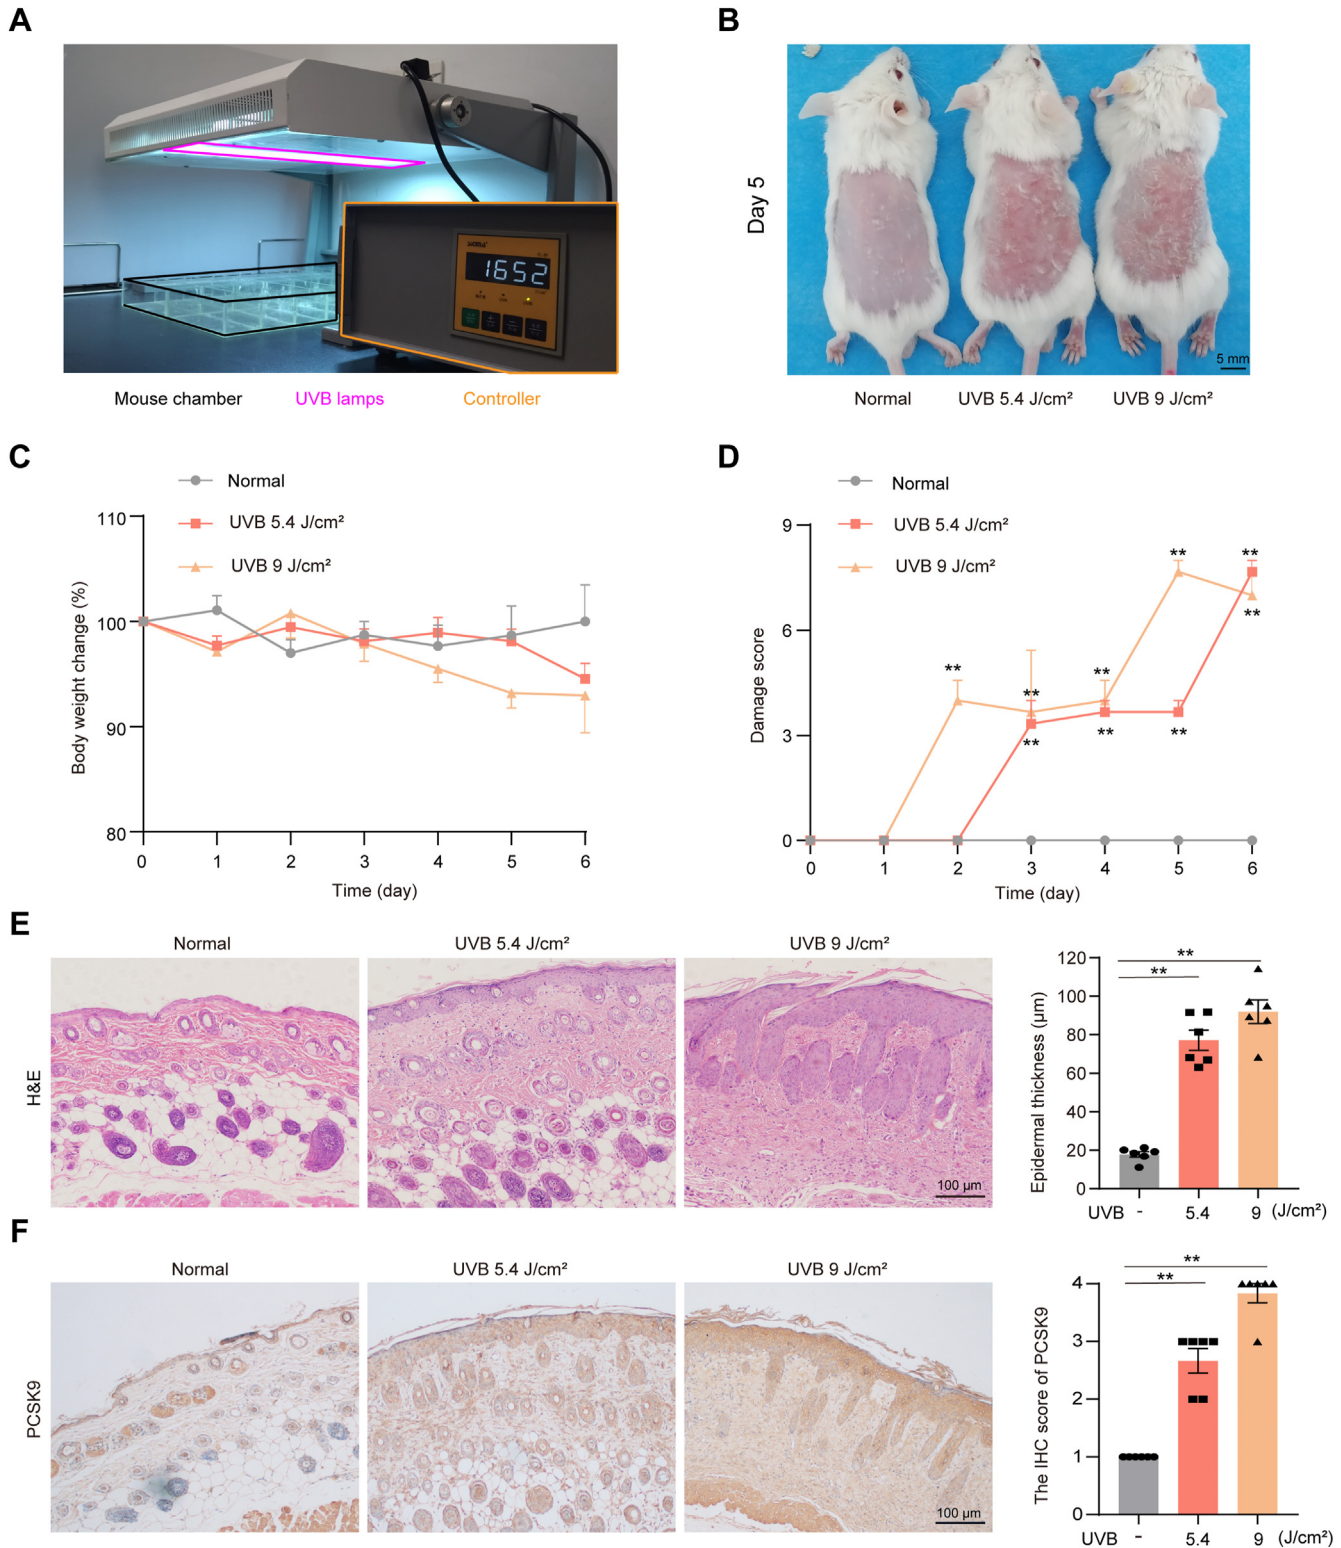 A
1652
Mouse chamber
UVB lamps
Controller
B
Day 5
5 mm
Normal
UVB 5.4 J/cm²
UVB 9 J/cm²
C
Normal
UVB 5.4 J/cm²
UVB 9 J/cm²
Body weight change (%)
110
100
90
80
0 1 2 3 4 5 6
Time (day)
D
Normal
UVB 5.4 J/cm²
UVB 9 J/cm²
Damage score
9
6
3
0
** ** ** ** **
** ** ** **
0 1 2 3 4 5 6
Time (day)
E
Normal
UVB 5.4 J/cm²
UVB 9 J/cm²
H&E
100 µm
Epidermal thickness (µm)
120
100
80
60
40
20
0
**
**
UVB - 5.4 9 (J/cm²)
F
Normal
UVB 5.4 J/cm²
UVB 9 J/cm²
PCSK9
100 µm
The IHC score of PCSK9
4
3
2
1
0
**
**
UVB - 5.4 9 (J/cm²)